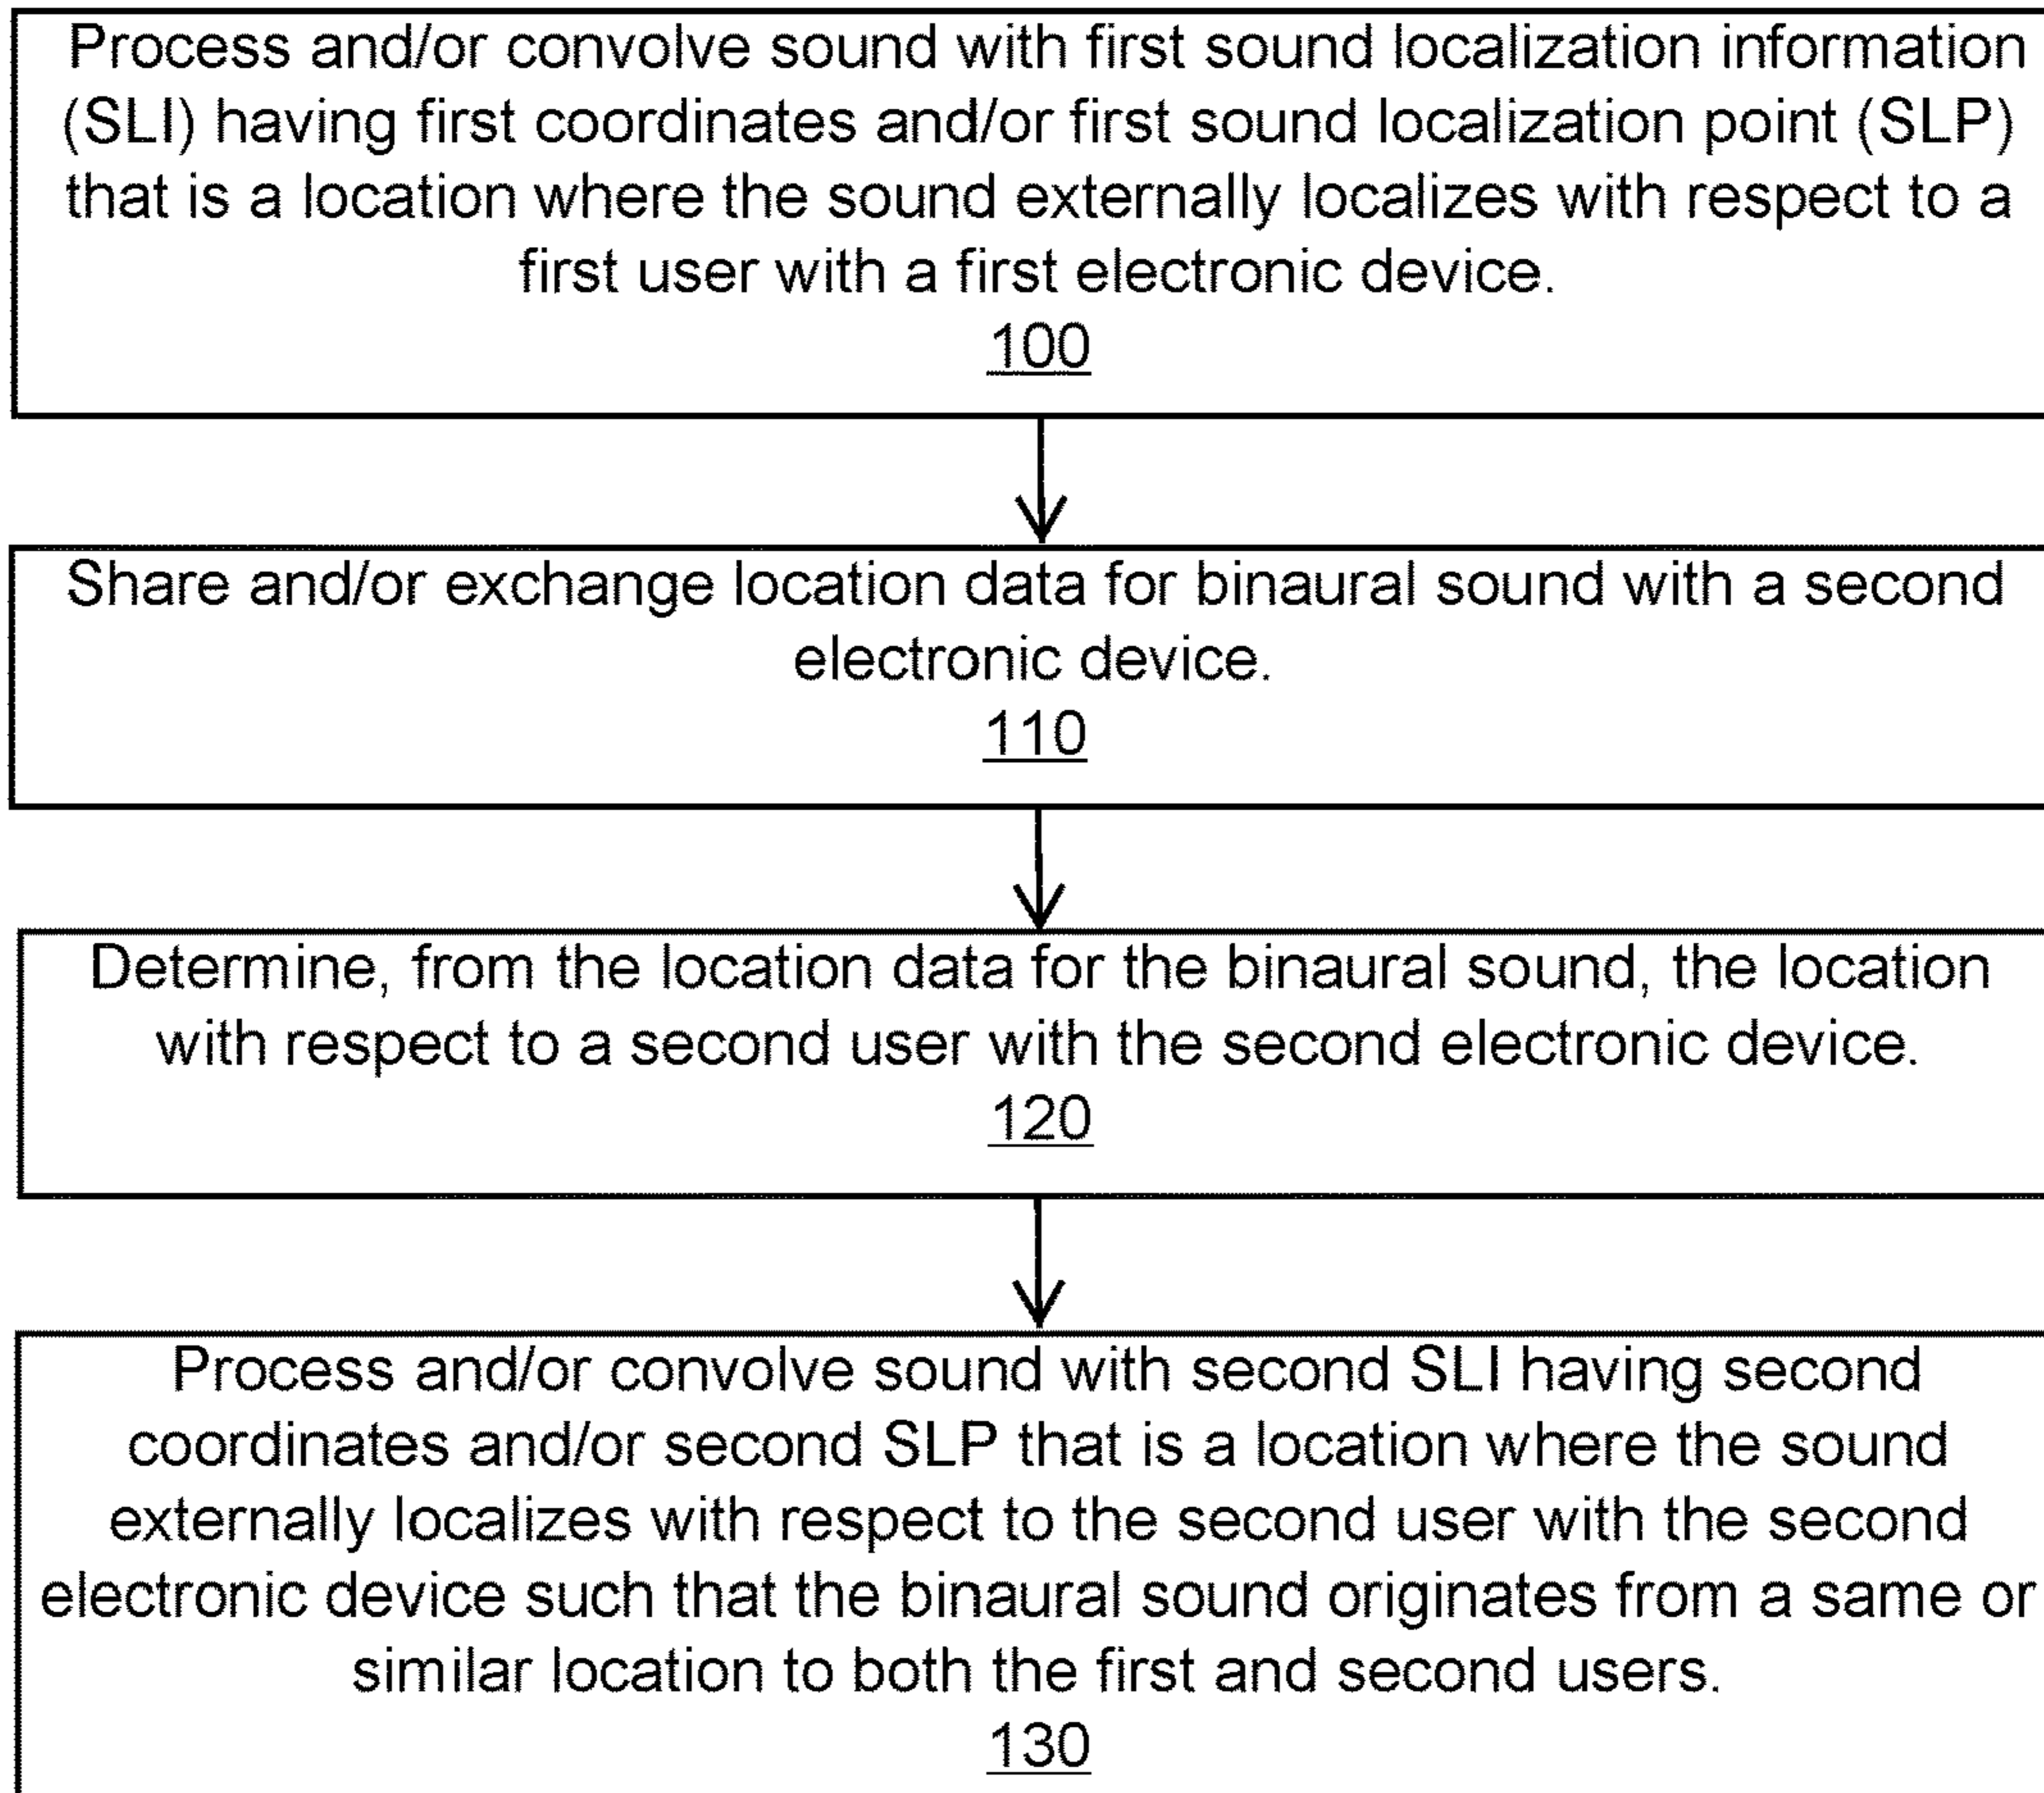 Process and/or convolve sound with first sound localization information
(SLI) having first coordinates and/or first sound localization point (SLP)
that is a location where the sound externally localizes with respect to a
first user with a first electronic device.
100
Share and/or exchange location data for binaural sound with a second
electronic device.
110
Determine, from the location data for the binaural sound, the location
with respect to a second user with the second electronic device.
120
Process and/or convolve sound with second SLI having second
coordinates and/or second SLP that is a location where the sound
externally localizes with respect to the second user with the second
electronic device such that the binaural sound originates from a same or
similar location to both the first and second users.
130